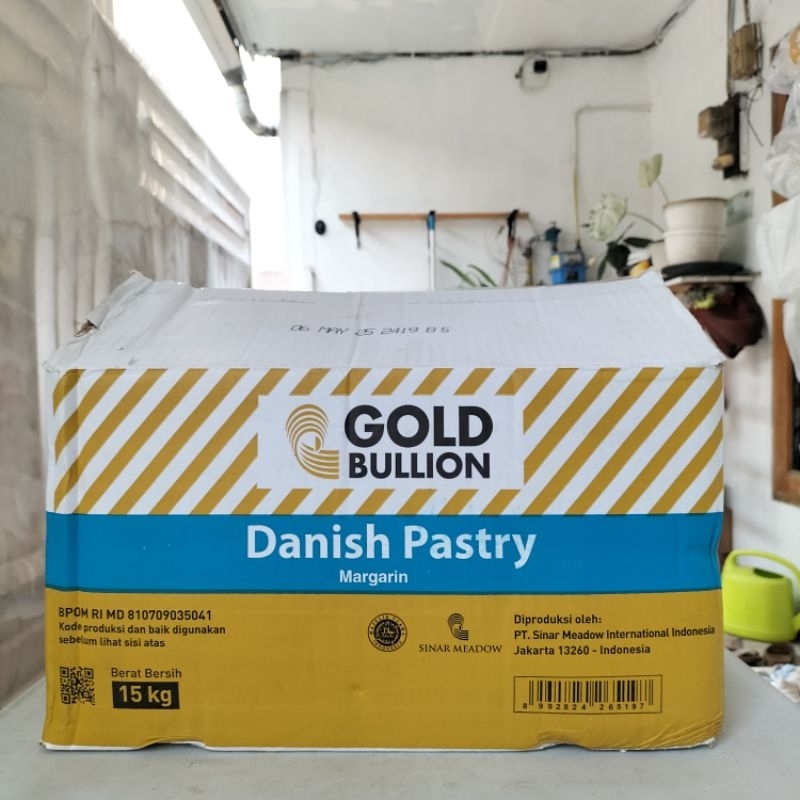 06 MAY 25 2419 B S
GOLD
BULLION
Danish Pastry
Margarin
BPOM RI MD 810709035041
Kode produksi dan baik digunakan
sebelum lihat sisi atas
Berat Bersih
15 kg
SINAR MEADOW
Diproduksi oleh:
PT. Sinar Meadow International Indonesia
Jakarta 13260 - Indonesia
8 992824 265197